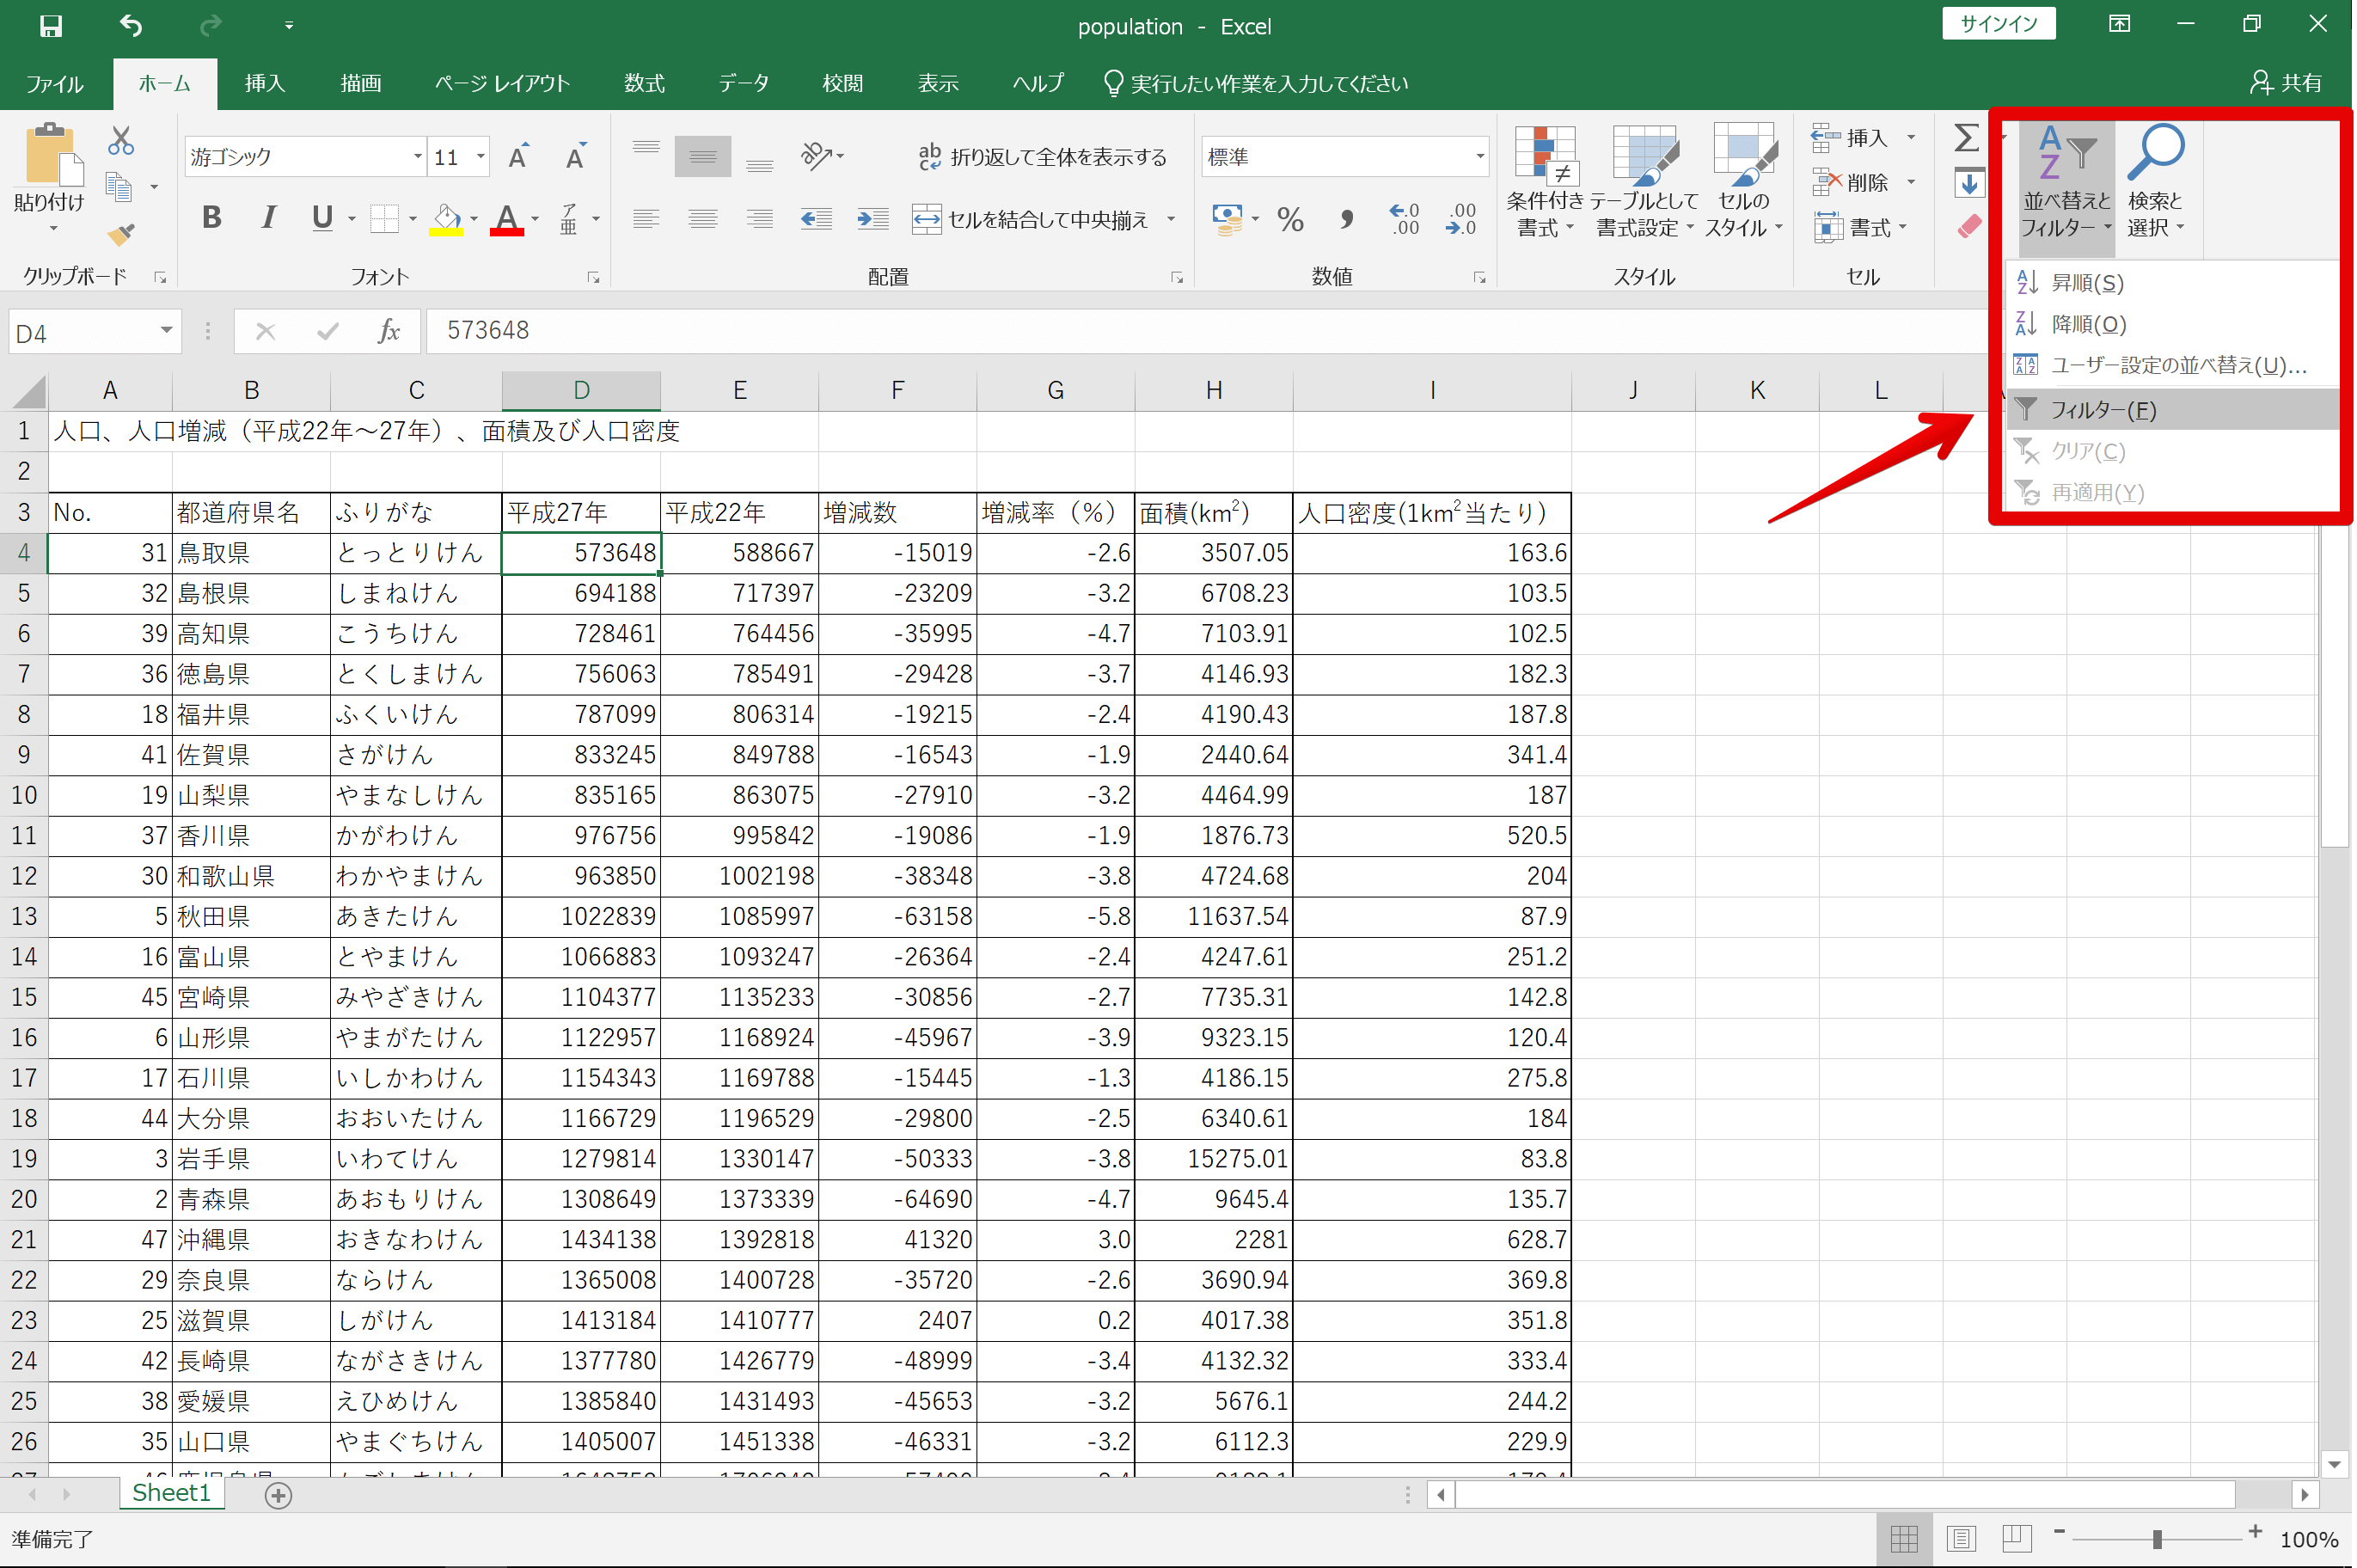 population - Excel
サインイン
ファイル ホーム 挿入 描画 ページ レイアウト 数式 データ 校閲 表示 ヘルプ 実行したい作業を入力してください 共有
貼り付け
クリップボード
游ゴシック 11
B I U A ア亜
フォント
折り返して全体を表示する
セルを結合して中央揃え
配置
標準
% , .0 .00 .00 .0
数値
条件付き書式 テーブルとして書式設定 セルのスタイル
スタイル
挿入
削除
書式
セル
Σ
並べ替えとフィルター
検索と選択
昇順(S)
降順(O)
ユーザー設定の並べ替え(U)...
フィルター(F)
クリア(C)
再適用(Y)
D4 fx 573648
A B C D E F G H I J K L
1 人口、人口増減（平成22年～27年）、面積及び人口密度
2
3 No. 都道府県名 ふりがな 平成27年 平成22年 増減数 増減率（%） 面積(km²) 人口密度(1km²当たり)
4 31 鳥取県 とっとりけん 573648 588667 -15019 -2.6 3507.05 163.6
5 32 島根県 しまねけん 694188 717397 -23209 -3.2 6708.23 103.5
6 39 高知県 こうちけん 728461 764456 -35995 -4.7 7103.91 102.5
7 36 徳島県 とくしまけん 756063 785491 -29428 -3.7 4146.93 182.3
8 18 福井県 ふくいけん 787099 806314 -19215 -2.4 4190.43 187.8
9 41 佐賀県 さがけん 833245 849788 -16543 -1.9 2440.64 341.4
10 19 山梨県 やまなしけん 835165 863075 -27910 -3.2 4464.99 187
11 37 香川県 かがわけん 976756 995842 -19086 -1.9 1876.73 520.5
12 30 和歌山県 わかやまけん 963850 1002198 -38348 -3.8 4724.68 204
13 5 秋田県 あきたけん 1022839 1085997 -63158 -5.8 11637.54 87.9
14 16 富山県 とやまけん 1066883 1093247 -26364 -2.4 4247.61 251.2
15 45 宮崎県 みやざきけん 1104377 1135233 -30856 -2.7 7735.31 142.8
16 6 山形県 やまがたけん 1122957 1168924 -45967 -3.9 9323.15 120.4
17 17 石川県 いしかわけん 1154343 1169788 -15445 -1.3 4186.15 275.8
18 44 大分県 おおいたけん 1166729 1196529 -29800 -2.5 6340.61 184
19 3 岩手県 いわてけん 1279814 1330147 -50333 -3.8 15275.01 83.8
20 2 青森県 あおもりけん 1308649 1373339 -64690 -4.7 9645.4 135.7
21 47 沖縄県 おきなわけん 1434138 1392818 41320 3.0 2281 628.7
22 29 奈良県 ならけん 1365008 1400728 -35720 -2.6 3690.94 369.8
23 25 滋賀県 しがけん 1413184 1410777 2407 0.2 4017.38 351.8
24 42 長崎県 ながさきけん 1377780 1426779 -48999 -3.4 4132.32 333.4
25 38 愛媛県 えひめけん 1385840 1431493 -45653 -3.2 5676.1 244.2
26 35 山口県 やまぐちけん 1405007 1451338 -46331 -3.2 6112.3 229.9
Sheet1
準備完了
100%